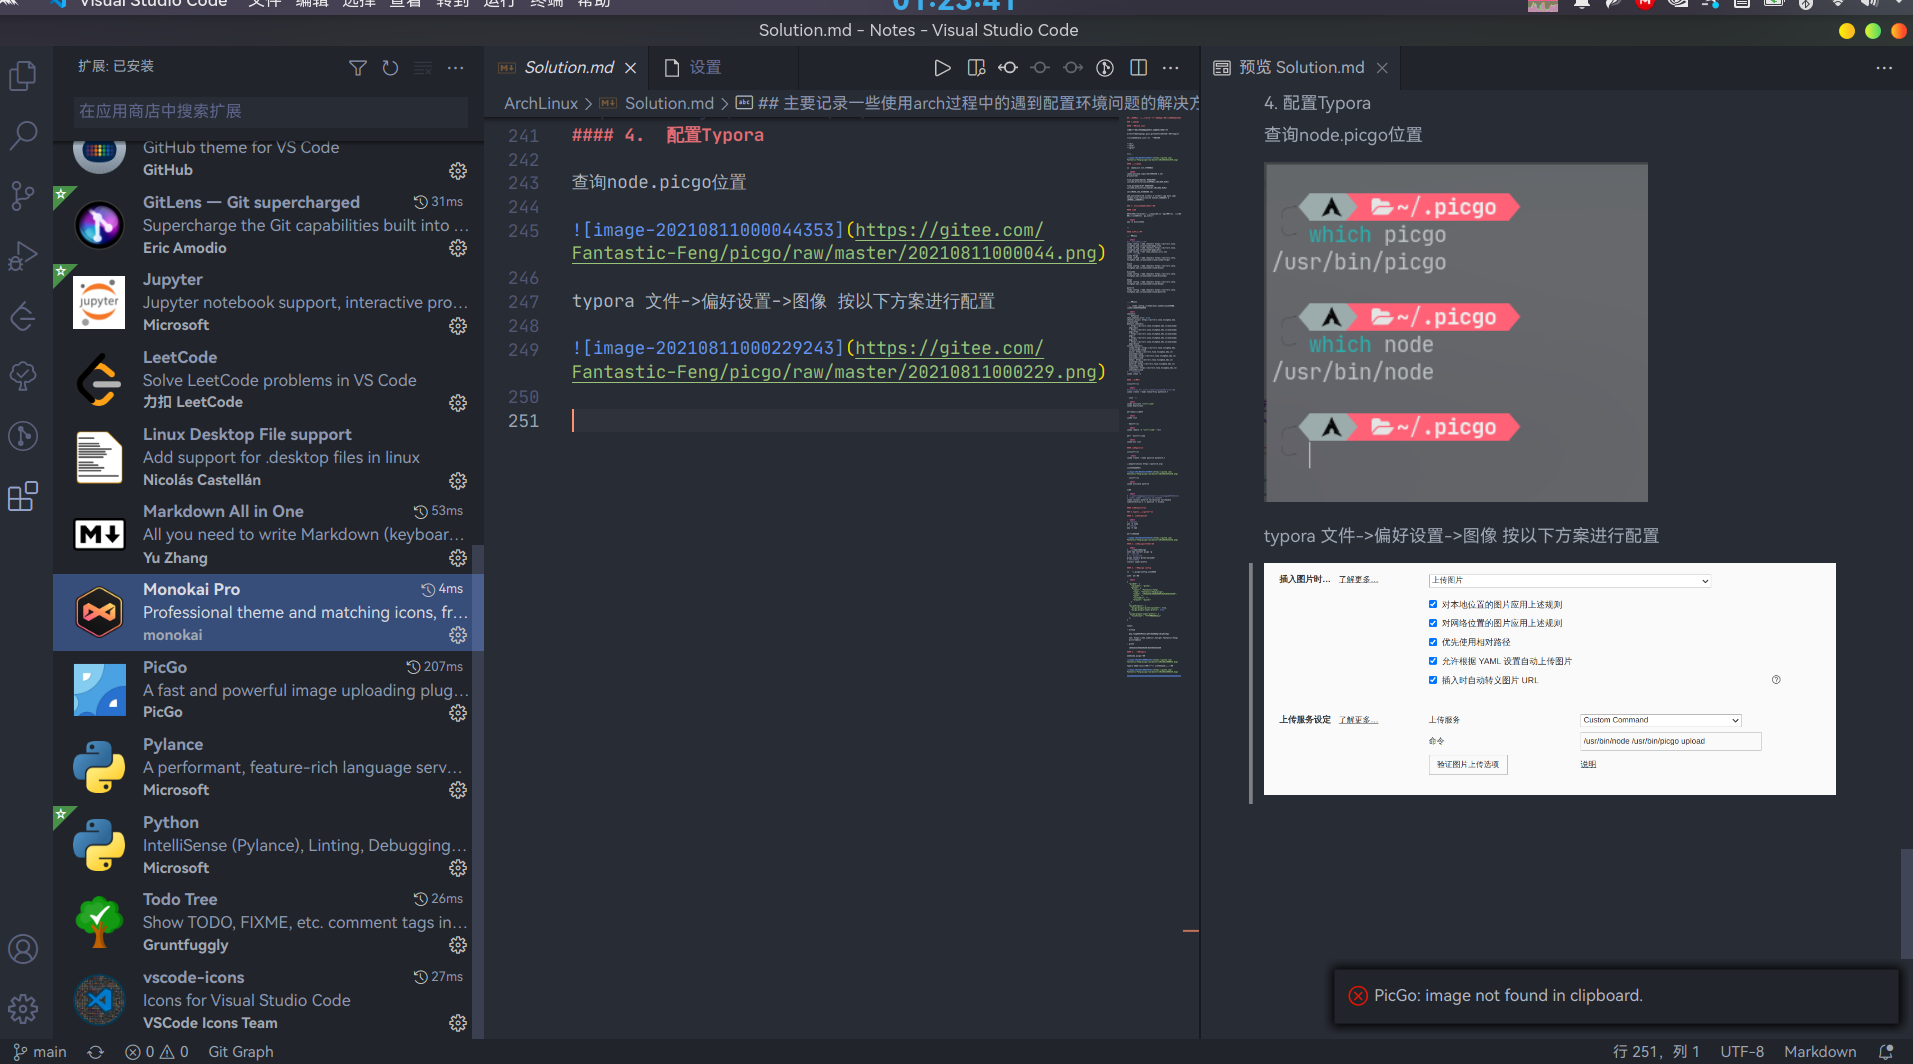 Visual Studio Code 文件 编辑 选择 查看 转到 运行 终端 帮助
01:23:41
Solution.md - Notes - Visual Studio Code
扩展: 已安装
在应用商店中搜索扩展
GitHub theme for VS Code
GitHub
GitLens — Git supercharged 31ms
Supercharge the Git capabilities built into ...
Eric Amodio
Jupyter
Jupyter notebook support, interactive pro...
Microsoft
LeetCode
Solve LeetCode problems in VS Code
力扣 LeetCode
Linux Desktop File support
Add support for .desktop files in linux
Nicolás Castellán
Markdown All in One 53ms
All you need to write Markdown (keyboar...
Yu Zhang
Monokai Pro 4ms
Professional theme and matching icons, fr...
monokai
PicGo 207ms
A fast and powerful image uploading plug...
PicGo
Pylance
A performant, feature-rich language serv...
Microsoft
Python
IntelliSense (Pylance), Linting, Debugging...
Microsoft
Todo Tree 26ms
Show TODO, FIXME, etc. comment tags in...
Gruntfuggly
vscode-icons 27ms
Icons for Visual Studio Code
VSCode Icons Team
Solution.md
设置
ArchLinux > Solution.md > ## 主要记录一些使用arch过程中的遇到配置环境问题的解决方
241 #### 4. 配置Typora
242
243 查询node.picgo位置
244
245 ![image-20210811000044353](https://gitee.com/
Fantastic-Feng/picgo/raw/master/20210811000044.png)
246
247 typora 文件->偏好设置->图像 按以下方案进行配置
248
249 ![image-20210811000229243](https://gitee.com/
Fantastic-Feng/picgo/raw/master/20210811000229.png)
250
251
预览 Solution.md
4. 配置Typora
查询node.picgo位置
~/.picgo
which picgo
/usr/bin/picgo
~/.picgo
which node
/usr/bin/node
~/.picgo
typora 文件->偏好设置->图像 按以下方案进行配置
插入图片时... 了解更多... 上传图片
对本地位置的图片应用上述规则
对网络位置的图片应用上述规则
优先使用相对路径
允许根据 YAML 设置自动上传图片
插入时自动转义图片 URL
上传服务设定 了解更多... 上传服务 Custom Command
命令 /usr/bin/node /usr/bin/picgo upload
验证图片上传选项 说明
PicGo: image not found in clipboard.
main 0 0 Git Graph
行 251，列 1 UTF-8 Markdown